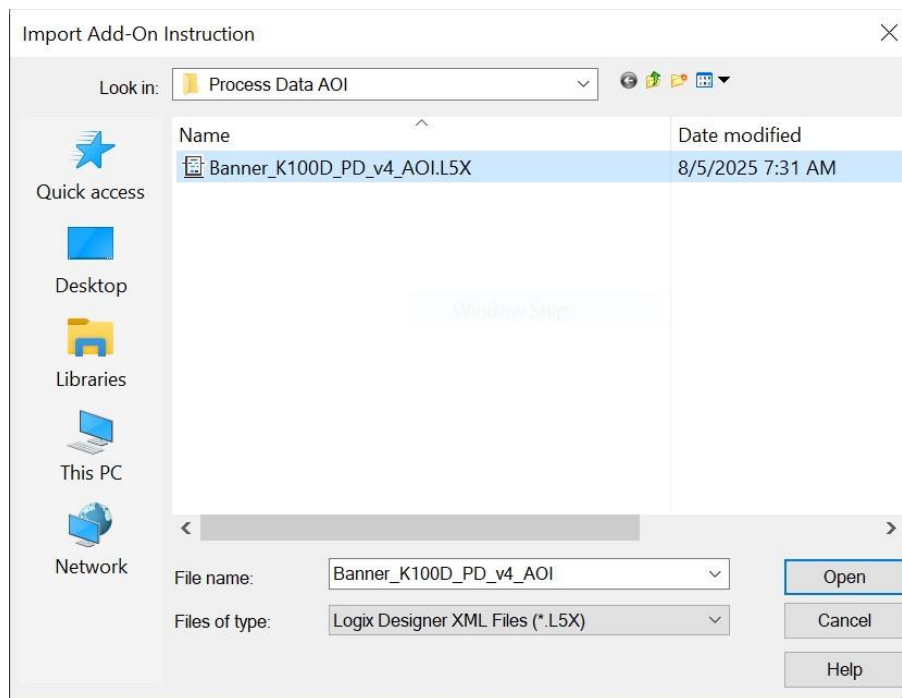 Import Add-On Instruction
Look in: Process Data AOI
Name Date modified
Banner_K100D_PD_v4_AOI.L5X 8/5/2025 7:31 AM
Quick access
Window Snip
Desktop
Libraries
This PC
Network
File name: Banner_K100D_PD_v4_AOI Open
Files of type: Logix Designer XML Files (*.L5X) Cancel
Help